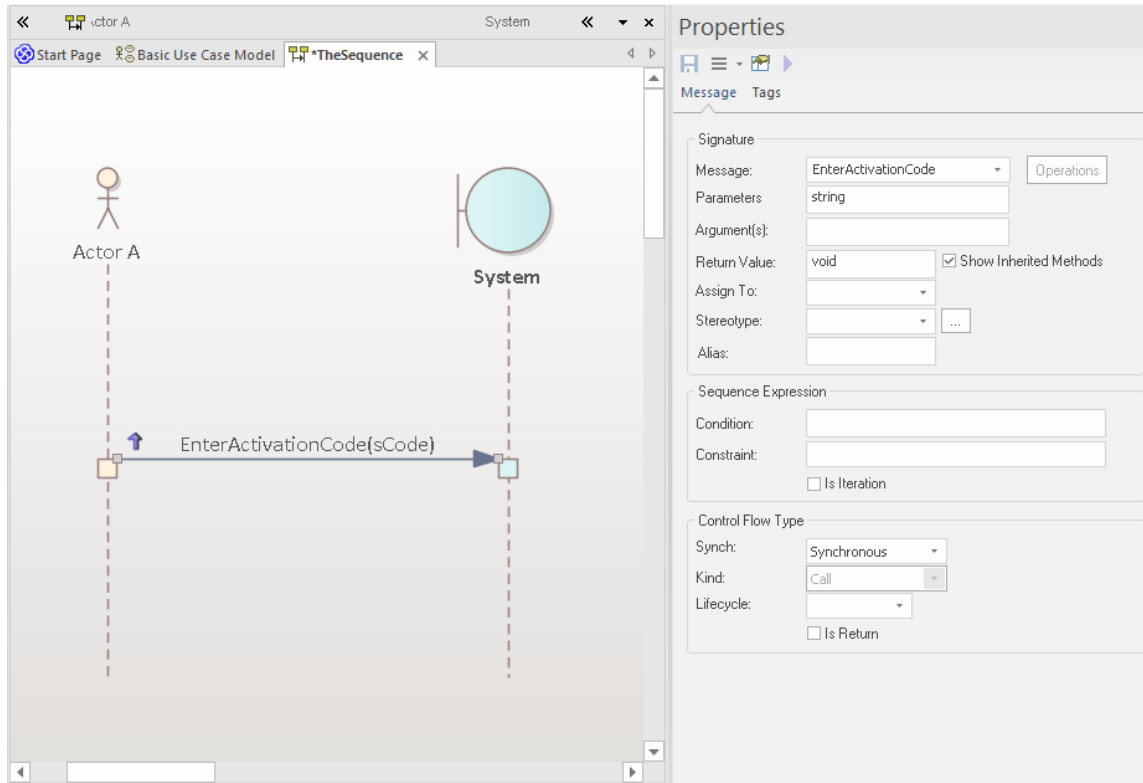 ctor A
System
Start Page
Basic Use Case Model
*TheSequence
Actor A
System
EnterActivationCode(sCode)
Properties
Message Tags
Signature
Message: EnterActivationCode Operations
Parameters string
Argument(s):
Return Value: void Show Inherited Methods
Assign To:
Stereotype: ...
Alias:
Sequence Expression
Condition:
Constraint:
Is Iteration
Control Flow Type
Synch: Synchronous
Kind: Call
Lifecycle:
Is Return